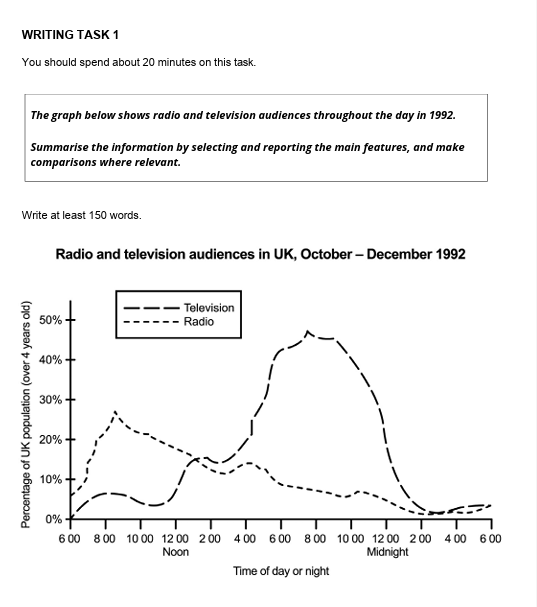 WRITING TASK 1
You should spend about 20 minutes on this task.
The graph below shows radio and television audiences throughout the day in 1992.
Summarise the information by selecting and reporting the main features, and make
comparisons where relevant.
Write at least 150 words.
Radio and television audiences in UK, October – December 1992
Television
Radio
Percentage of UK population (over 4 years old)
50%
40%
30%
20%
10%
0%
6 00 8 00 10 00 12 00 2 00 4 00 6 00 8 00 10 00 12 00 2 00 4 00 6 00
Noon Midnight
Time of day or night